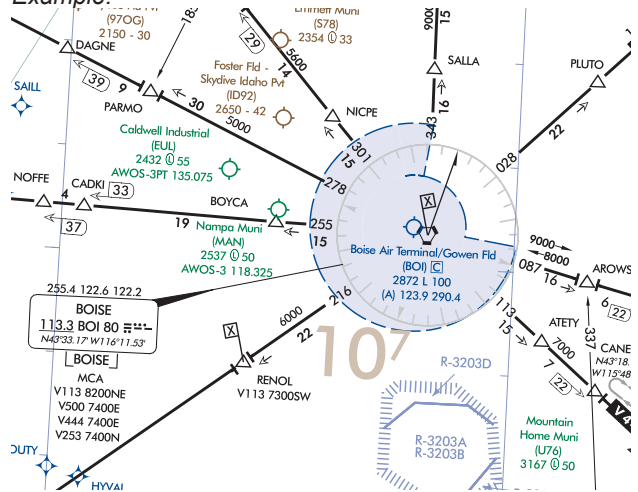 Example:
(97OG)
2150 - 30
185
Emmett Muni
(S78)
2354 Ⓛ 33
9000
15
DAGNE
29
5600
14
SALLA
PLUTO
39
9
Foster Fld -
Skydive Idaho Pvt
(ID92)
2650 - 42
SAILL
PARMO
30
5000
16
22
NICPE
343
Caldwell Industrial
(EUL)
2432 Ⓛ 55
AWOS-3PT 135.075
301
15
028
278
NOFFE
4
CADKI
33
BOYCA
X
37
19
255
15
Nampa Muni
(MAN)
2537 Ⓛ 50
AWOS-3 118.325
Boise Air Terminal/Gowen Fld
(BOI) C
2872 L 100
(A) 123.9 290.4
9000
8000
087
16
AROWS
6
22
255.4 122.6 122.2
BOISE
113.3 BOI 80
N43°33.17' W116°11.53'
BOISE
216
6000
22
113
15
ATETY
7000
7
22
337
CANE
N43°18.
W115°48
X
10⁷
RENOL
V113 7300SW
MCA
V113 8200NE
V500 7400E
V444 7400E
V253 7400N
R-3203D
R-3203A
R-3203B
V4
Mountain
Home Muni
(U76)
3167 Ⓛ 50
OUTY
HYVAL